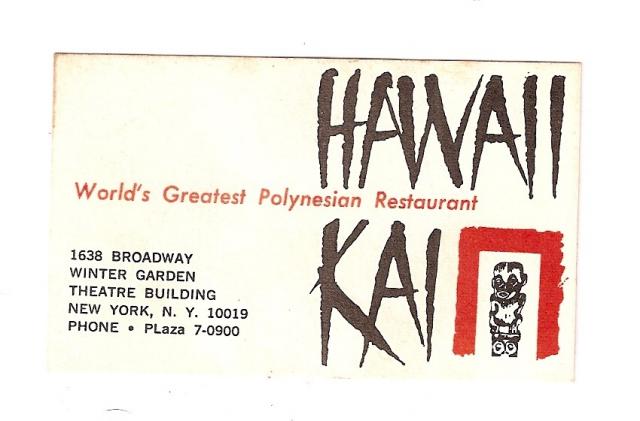 HAWAII
World's Greatest Polynesian Restaurant
KAI
1638 BROADWAY
WINTER GARDEN
THEATRE BUILDING
NEW YORK, N. Y. 10019
PHONE • PLaza 7-0900